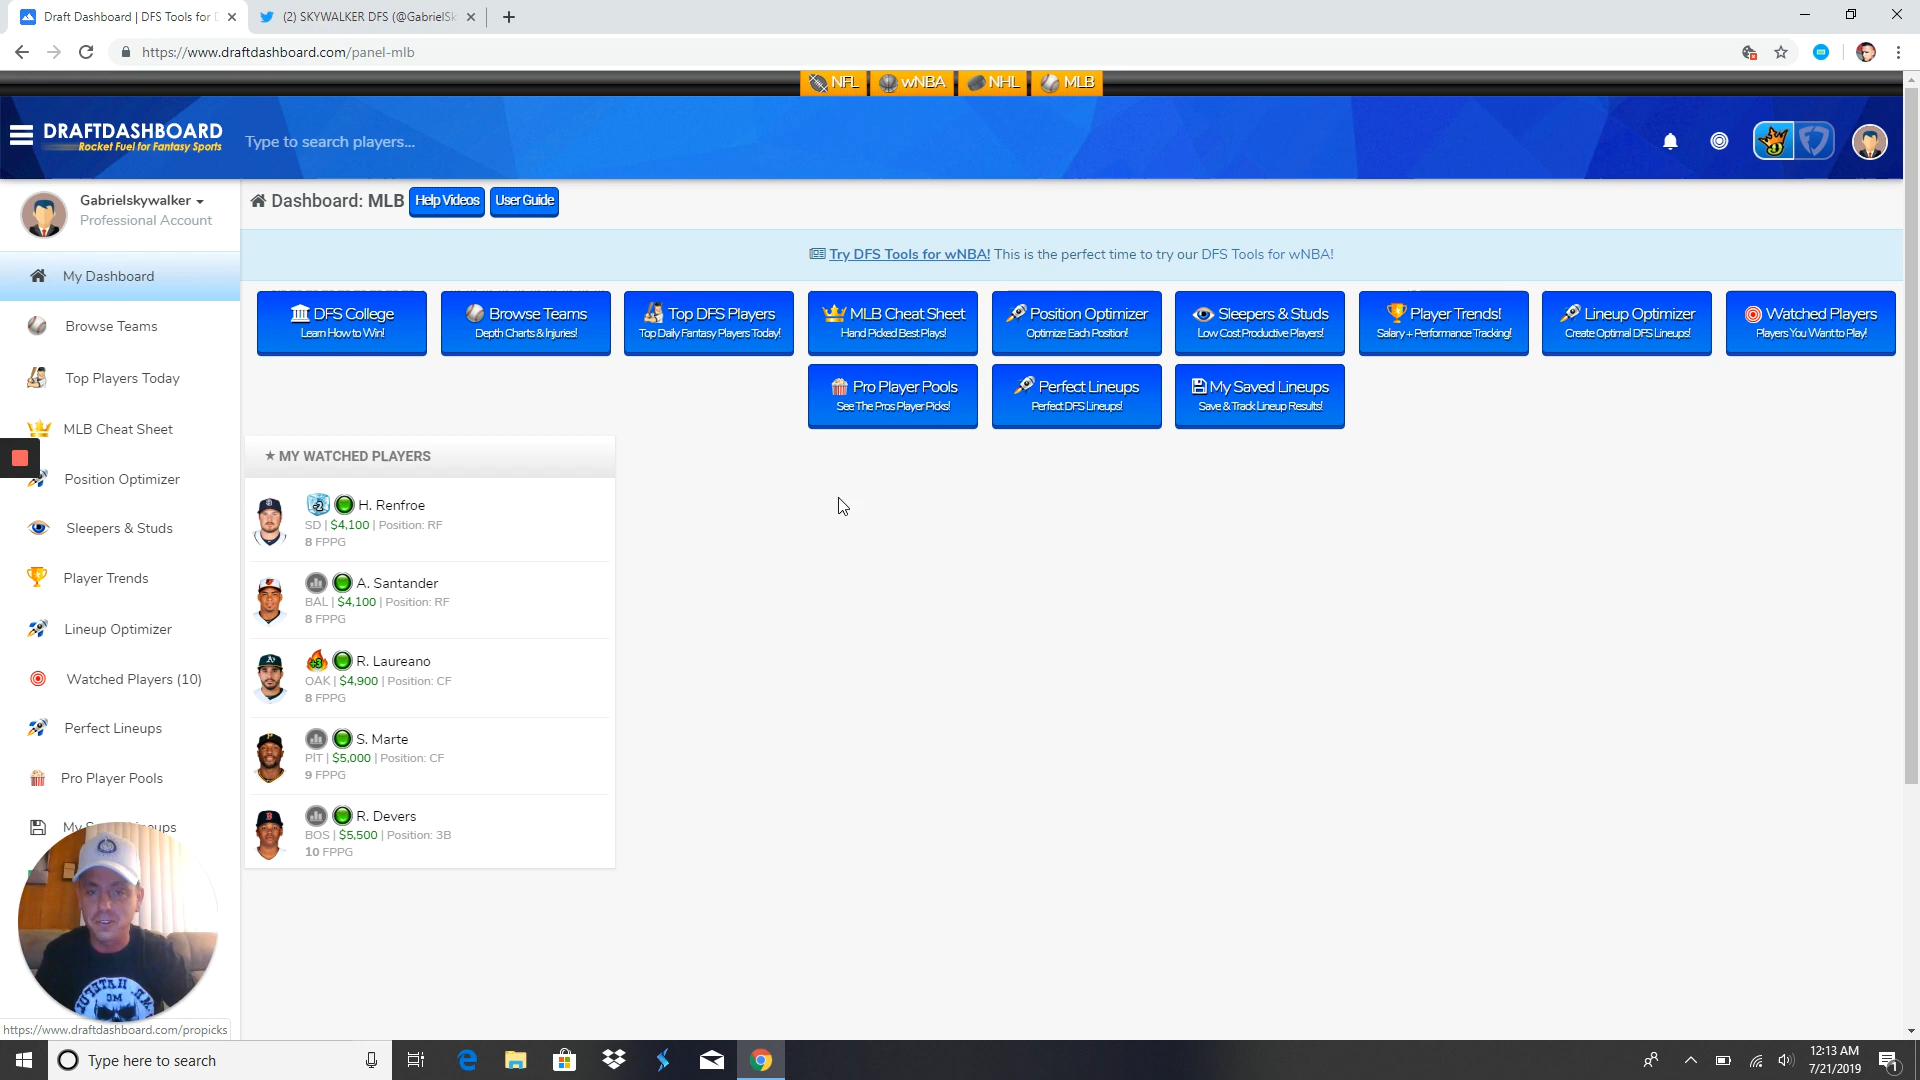 Draft Dashboard | DFS Tools for D
(2) SKYWALKER DFS (@GabrielSk
https://www.draftdashboard.com/panel-mlb
NFL
wNBA
NHL
MLB
DRAFTDASHBOARD
Rocket Fuel for Fantasy Sports
Type to search players...
Gabrielskywalker
Professional Account
Dashboard: MLB
Help Videos
User Guide
Try DFS Tools for wNBA! This is the perfect time to try our DFS Tools for wNBA!
DFS College
Learn How to Win!
Browse Teams
Depth Charts & Injuries!
Top DFS Players
Top Daily Fantasy Players Today!
MLB Cheat Sheet
Hand Picked Best Plays!
Position Optimizer
Optimize Each Position!
Sleepers & Studs
Low Cost Productive Players!
Player Trends!
Salary + Performance Tracking!
Lineup Optimizer
Create Optimal DFS Lineups!
Watched Players
Players You Want to Play!
Pro Player Pools
See The Pros Player Picks!
Perfect Lineups
Perfect DFS Lineups!
My Saved Lineups
Save & Track Lineup Results!
My Dashboard
Browse Teams
Top Players Today
MLB Cheat Sheet
Position Optimizer
Sleepers & Studs
Player Trends
Lineup Optimizer
Watched Players (10)
Perfect Lineups
Pro Player Pools
MY WATCHED PLAYERS
-2
H. Renfroe
SD | $4,100 | Position: RF
8 FPPG
A. Santander
BAL | $4,100 | Position: RF
8 FPPG
+3
R. Laureano
OAK | $4,900 | Position: CF
8 FPPG
S. Marte
PIT | $5,000 | Position: CF
9 FPPG
R. Devers
BOS | $5,500 | Position: 3B
10 FPPG
https://www.draftdashboard.com/propicks
Type here to search
12:13 AM
7/21/2019
1